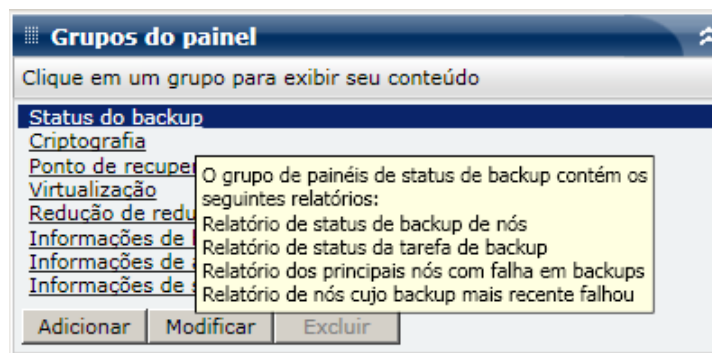 Grupos do painel
Clique em um grupo para exibir seu conteúdo
Status do backup
Criptografia
Ponto de
Virtualização
Redução de
Informações de
Informações de
Informações de
O grupo de painéis de status de backup contém os
seguintes relatórios:
Relatório de status de backup de nós
Relatório de status da tarefa de backup
Relatório dos principais nós com falha em backups
Relatório de nós cujo backup mais recente falhou
Adicionar Modificar Excluir